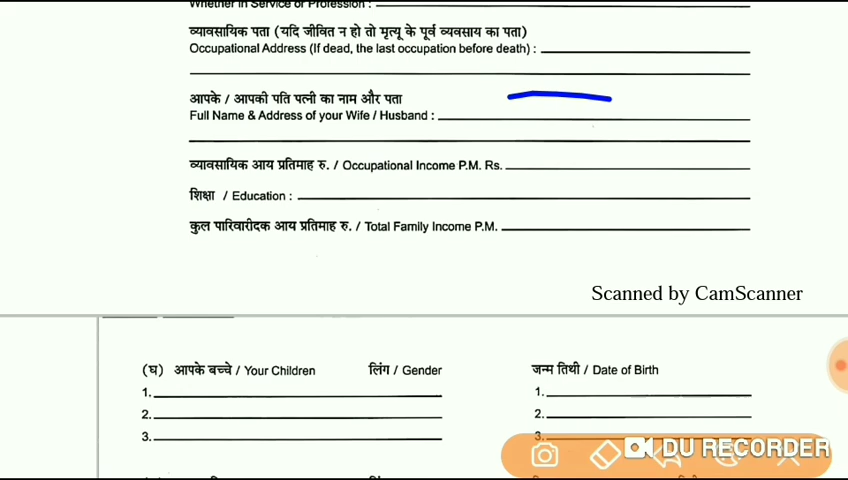 Whether in Service or Profession :
व्यावसायिक पता (यदि जीवित न हो तो मृत्यू के पूर्व व्यवसाय का पता)
Occupational Address (If dead, the last occupation before death) :
आपके / आपकी पति पत्नी का नाम और पता
Full Name & Address of your Wife / Husband :
व्यावसायिक आय प्रतिमाह रु. / Occupational Income P.M. Rs.
शिक्षा / Education :
कुल पारिवारीदक आय प्रतिमाह रु. / Total Family Income P.M.
Scanned by CamScanner
(घ) आपके बच्चे / Your Children लिंग / Gender जन्म तिथी / Date of Birth
1. 1.
2. 2.
3. 3.
DU RECORDER